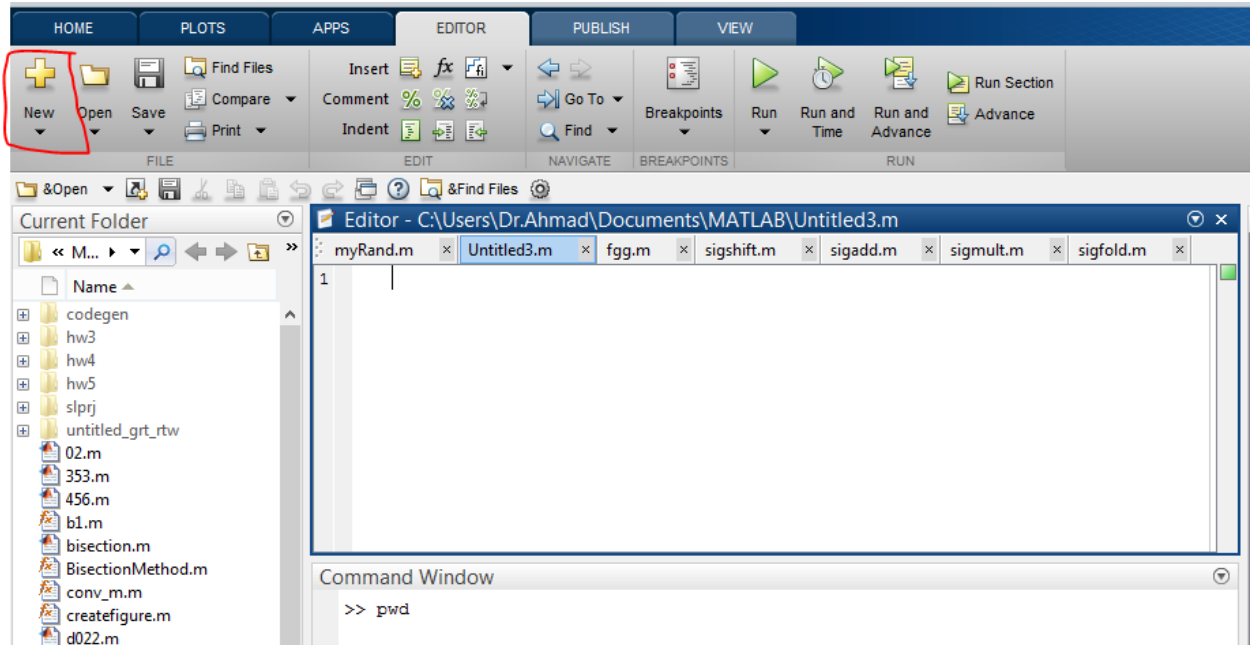 HOME PLOTS APPS EDITOR PUBLISH VIEW
New Open Save Find Files Compare Print
FILE
Insert fx fi
Comment % %
Indent
EDIT
Go To
Find
NAVIGATE
Breakpoints
BREAKPOINTS
Run Run and Time Run and Advance Run Section Advance
RUN
&Open &Find Files
Current Folder
« M...
»
Name
codegen
hw3
hw4
hw5
slprj
untitled_grt_rtw
02.m
353.m
456.m
b1.m
bisection.m
BisectionMethod.m
conv_m.m
createfigure.m
d022.m
Editor - C:\Users\Dr.Ahmad\Documents\MATLAB\Untitled3.m
myRand.m Untitled3.m fgg.m sigshift.m sigadd.m sigmult.m sigfold.m
1
Command Window
>> pwd